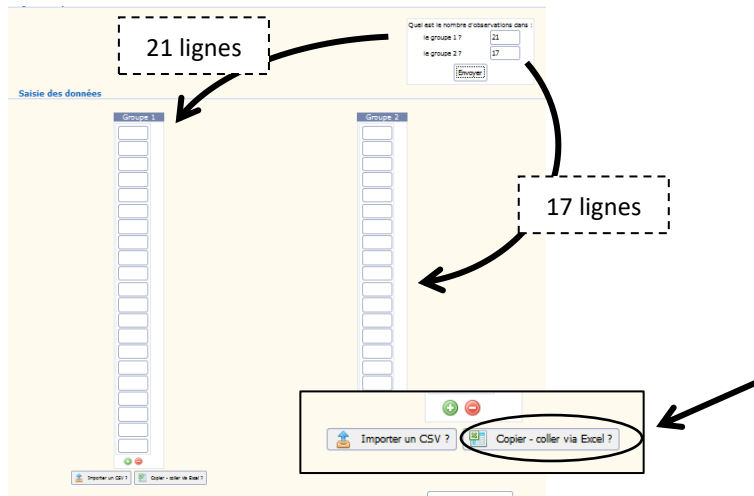 21 lignes
Quel est le nombre d'observations dans :
le groupe 1 ? 21
le groupe 2 ? 17
Envoyer
Saisie des données
Groupe 1
Groupe 2
17 lignes
Importer un CSV ?
Copier - coller via Excel ?
Importer un CSV ?
Copier - coller via Excel ?